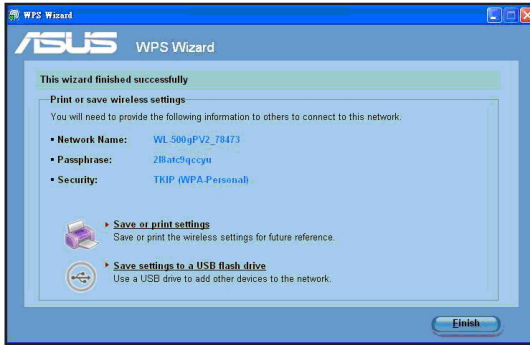 WPS Wizard
ASUS WPS Wizard
This wizard finished successfully
Print or save wireless settings
You will need to provide the following information to others to connect to this network.
▪ Network Name: WL-500gPV2_78473
▪ Passphrase: 2l8atc9qccyu
▪ Security: TKIP (WPA-Personal)
Save or print settings
Save or print the wireless settings for future reference.
Save settings to a USB flash drive
Use a USB drive to add other devices to the network.
Finish